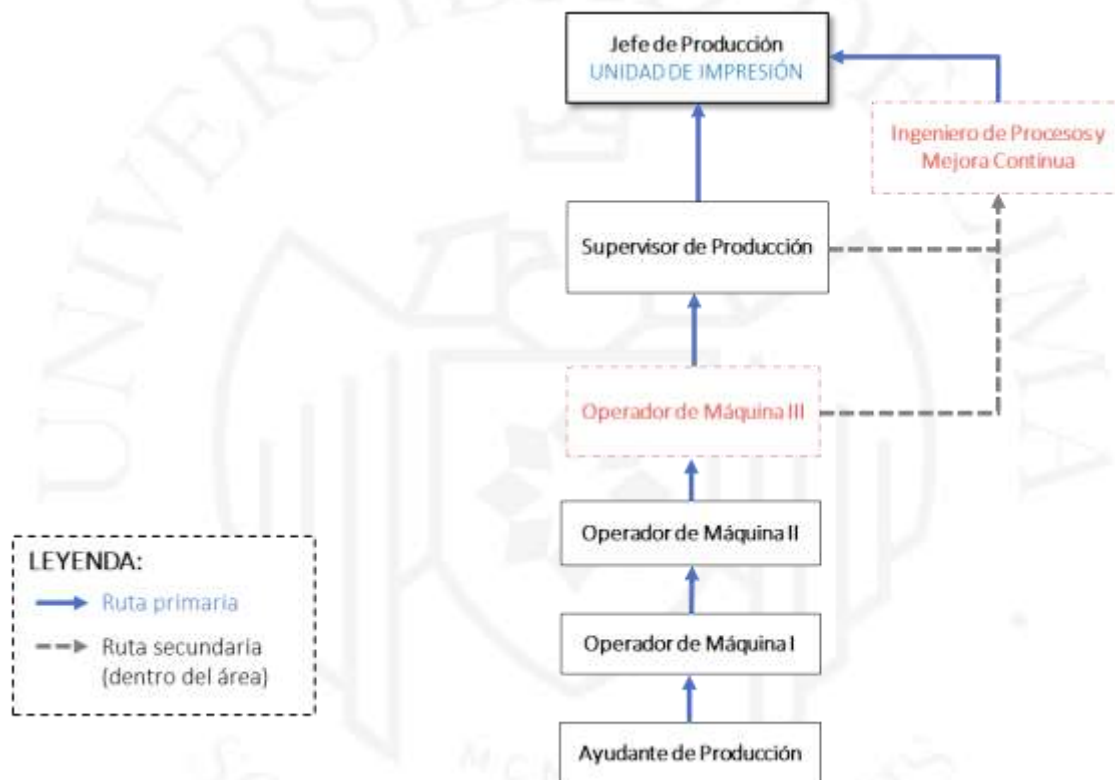 Jefe de Producción
UNIDAD DE IMPRESIÓN
Ingeniero de Procesos y
Mejora Continua
Supervisor de Producción
Operador de Máquina III
Operador de Máquina II
LEYENDA:
Ruta primaria
Ruta secundaria
(dentro del área)
Operador de Máquina I
Ayudante de Producción